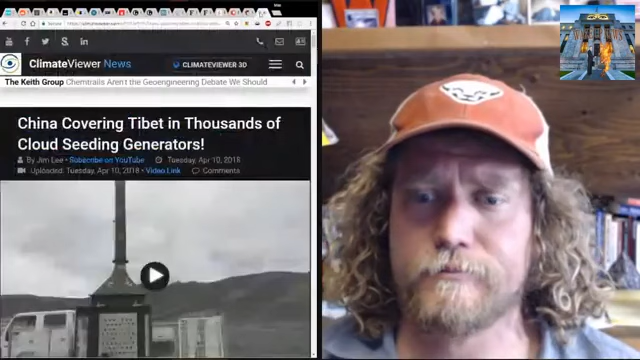 ClimateViewer News
CLIMATEVIEWER 3D
The Keith Group Chemtrails Aren't the Geoengineering Debate We Should
China Covering Tibet in Thousands of
Cloud Seeding Generators!
By Jim Lee • Subscribe on YouTube Tuesday, Apr 10, 2018
Uploaded: Tuesday, Apr 10, 2018 • Video Link Comments